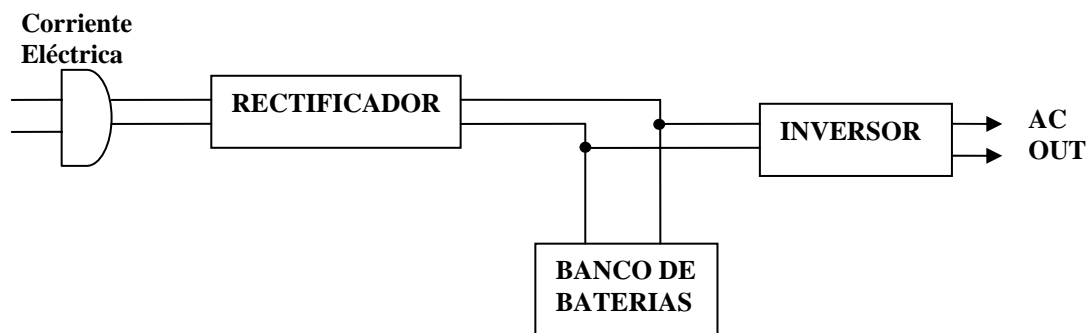 Corriente
Eléctrica
RECTIFICADOR
INVERSOR
AC
OUT
BANCO DE
BATERIAS